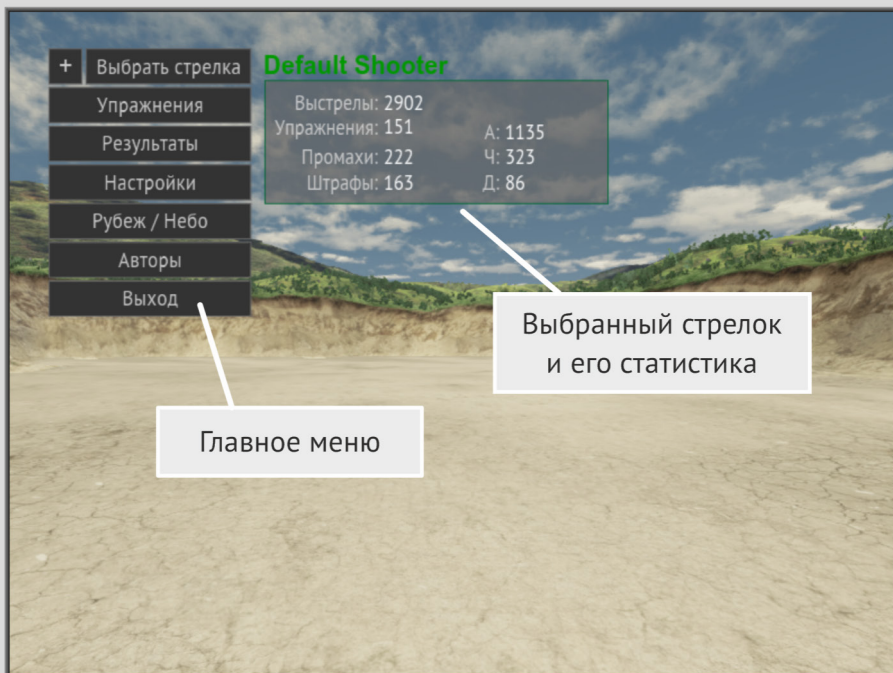 + Выбрать стрелка
Упражнения
Результаты
Настройки
Рубеж / Небо
Авторы
Выход
Default Shooter
Выстрелы: 2902
Упражнения: 151
А: 1135
Промахи: 222
Ч: 323
Штрафы: 163
Д: 86
Выбранный стрелок
и его статистика
Главное меню